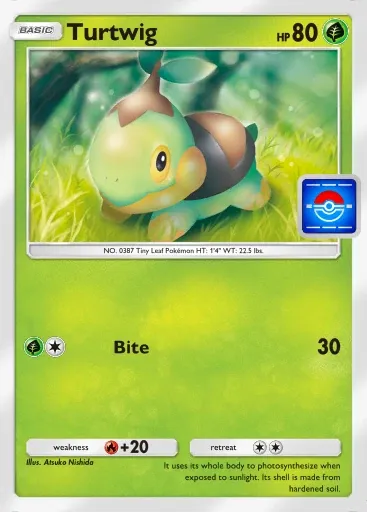 BASIC Turtwig HP 80
NO. 0387 Tiny Leaf Pokémon HT: 1'4" WT: 22.5 lbs.
Bite 30
weakness +20 retreat
Illus. Atsuko Nishida
It uses its whole body to photosynthesize when
exposed to sunlight. Its shell is made from
hardened soil.